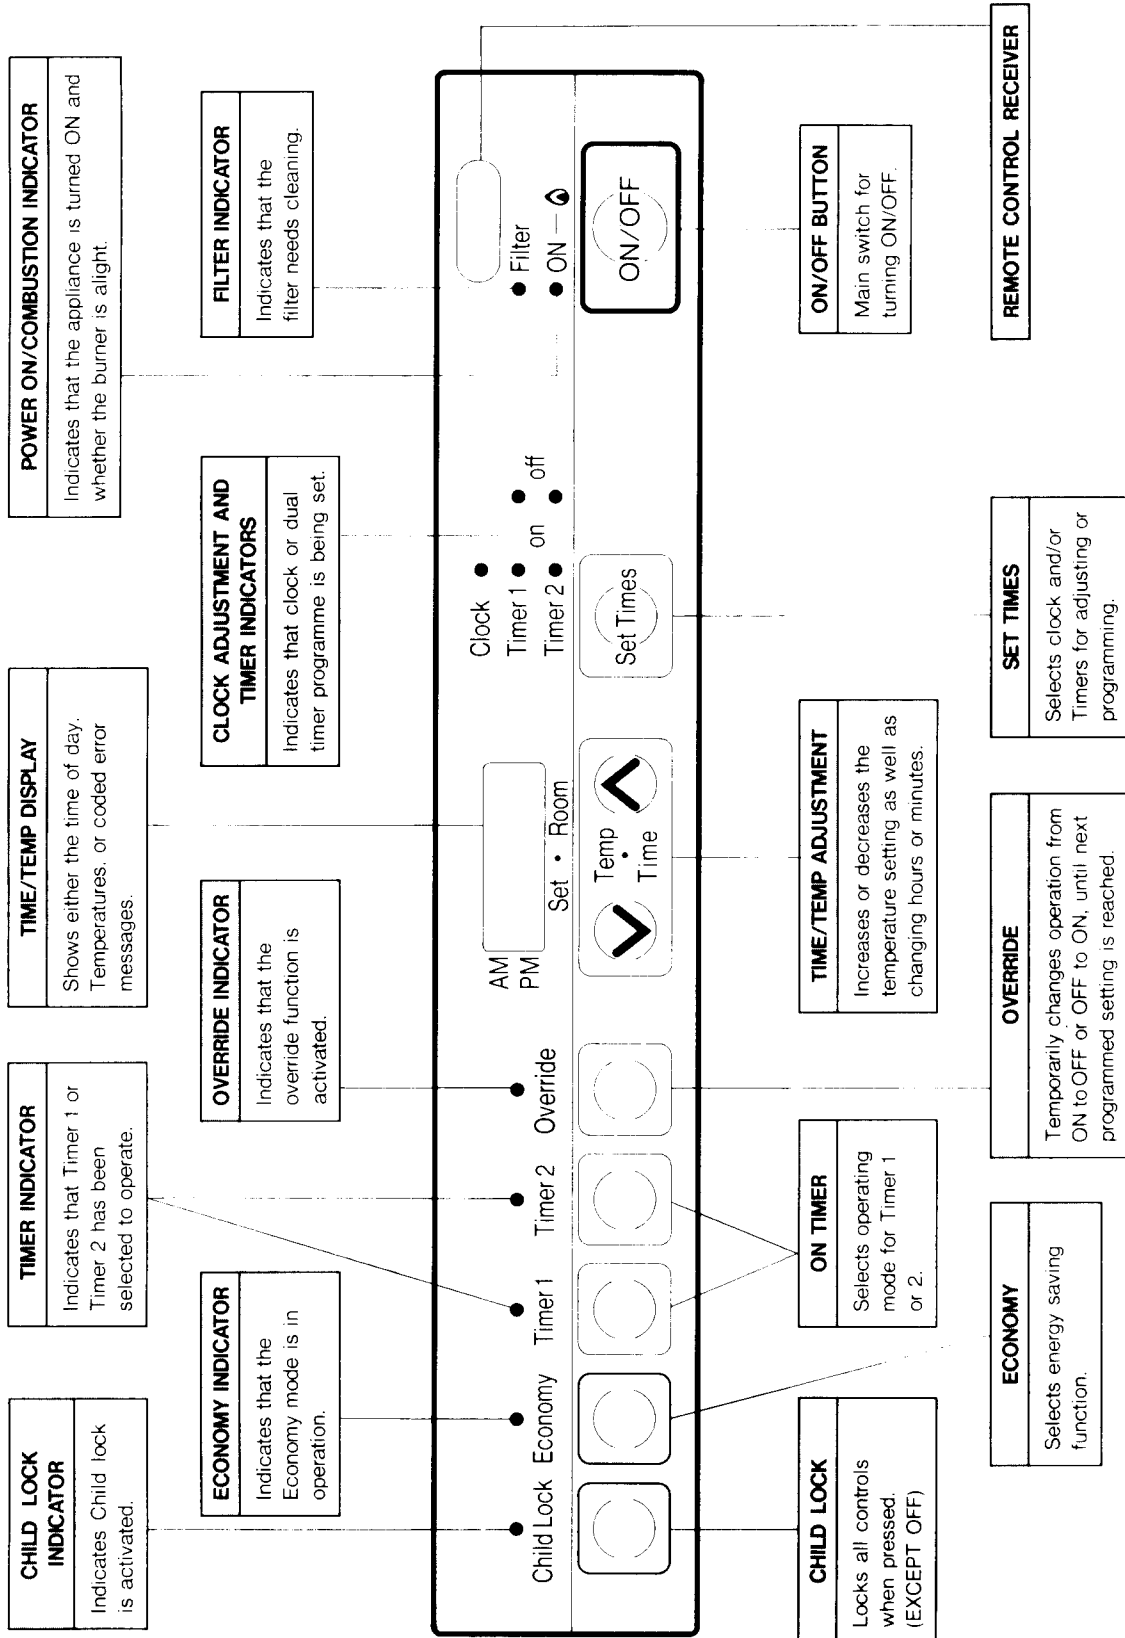 CHILD LOCK
INDICATOR
Indicates Child lock
is activated.
TIMER INDICATOR
Indicates that Timer 1 or
Timer 2 has been
selected to operate.
TIME/TEMP DISPLAY
Shows either the time of day.
Temperatures. or coded error
messages.
POWER ON/COMBUSTION INDICATOR
Indicates that the appliance is turned ON and
whether the burner is alight.
ECONOMY INDICATOR
Indicates that the
Economy mode is in
operation.
OVERRIDE INDICATOR
Indicates that the
override function is
activated.
CLOCK ADJUSTMENT AND
TIMER INDICATORS
Indicates that clock or dual
timer programme is being set.
FILTER INDICATOR
Indicates that the
filter needs cleaning.
Child Lock
Economy
Timer 1
Timer 2
Override
AM
PM
Set • Room
Clock
Timer 1 on off
Timer 2
Filter
ON
Temp
•
Time
Set Times
ON/OFF
CHILD LOCK
Locks all controls
when pressed.
(EXCEPT OFF)
ON TIMER
Selects operating
mode for Timer 1
or 2.
TIME/TEMP ADJUSTMENT
Increases or decreases the
temperature setting as well as
changing hours or minutes.
ON/OFF BUTTON
Main switch for
turning ON/OFF.
ECONOMY
Selects energy saving
function.
OVERRIDE
Temporarily changes operation from
ON to OFF or OFF to ON, until next
programmed setting is reached.
SET TIMES
Selects clock and/or
Timers for adjusting or
programming.
REMOTE CONTROL RECEIVER